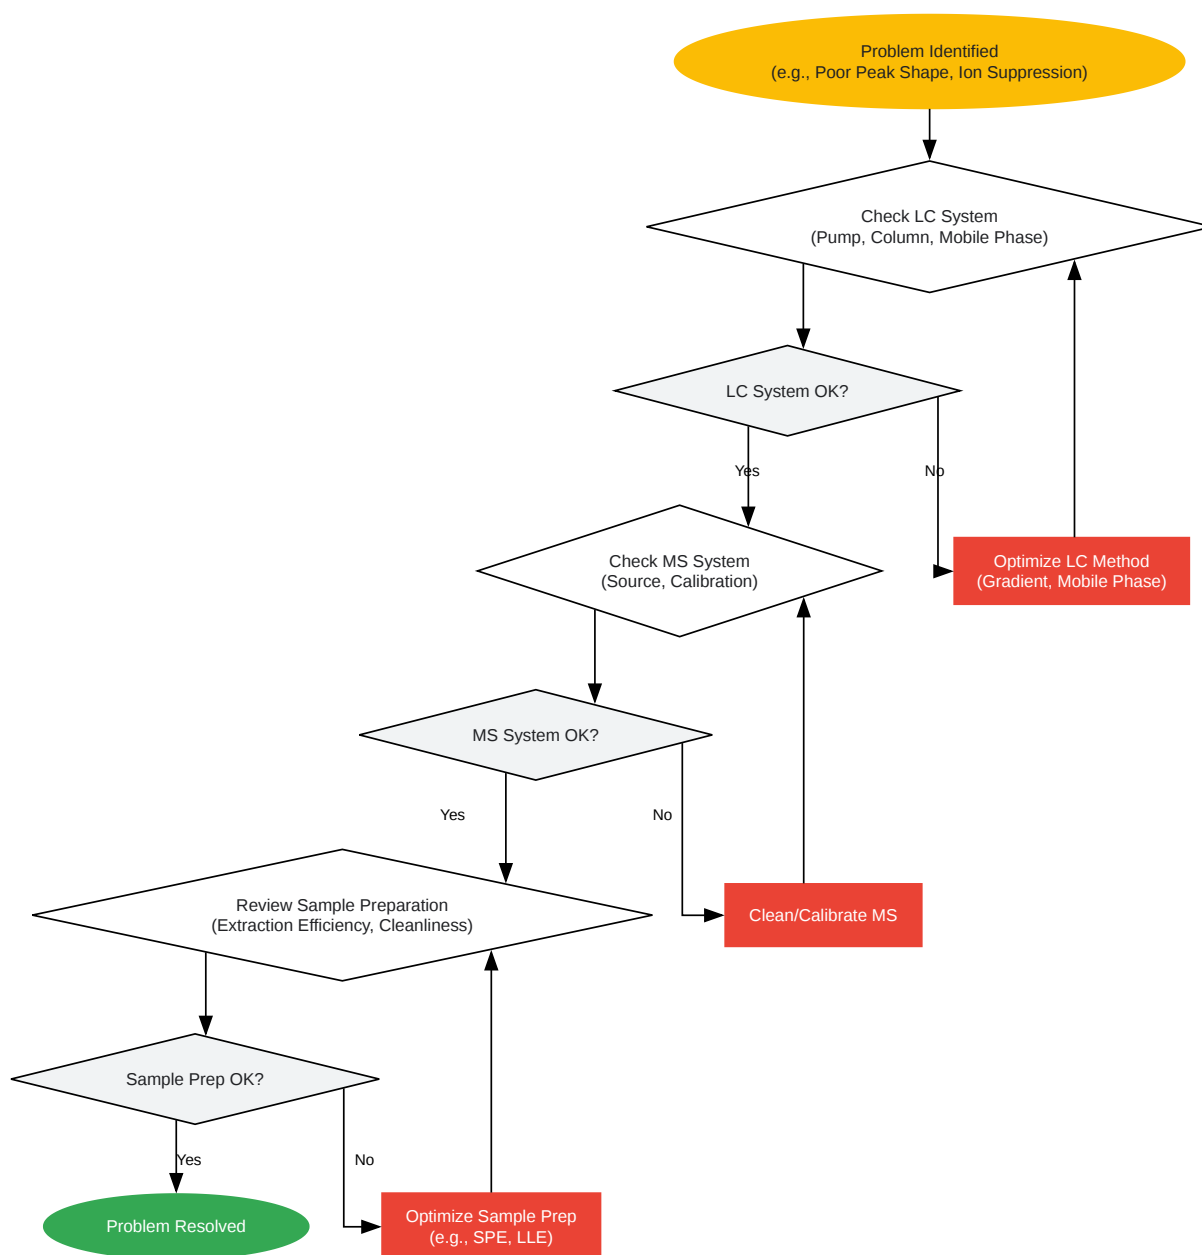 Problem Identified
(e.g., Poor Peak Shape, Ion Suppression)
Check LC System
(Pump, Column, Mobile Phase)
LC System OK?
Yes
No
Check MS System
(Source, Calibration)
Optimize LC Method
(Gradient, Mobile Phase)
MS System OK?
Yes
No
Review Sample Preparation
(Extraction Efficiency, Cleanliness)
Clean/Calibrate MS
Sample Prep OK?
Yes
No
Problem Resolved
Optimize Sample Prep
(e.g., SPE, LLE)